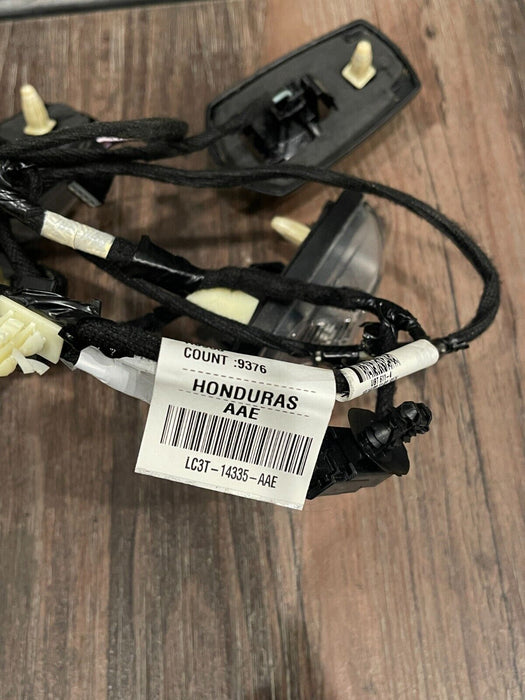 COUNT :9376
HONDURAS
AAE
LC3T-14335-AAE